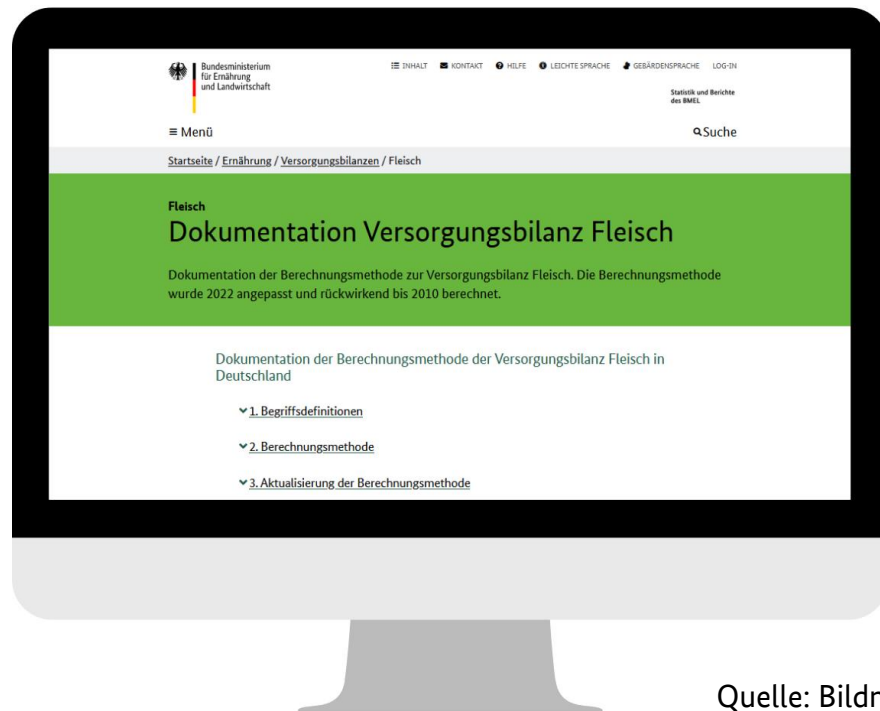 Bundesministerium
für Ernährung
und Landwirtschaft
INHALT KONTAKT HILFE LEICHTE SPRACHE GEBÄRDENSPRACHE LOG-IN
Statistik und Berichte
des BMEL
Menü
Suche
Startseite / Ernährung / Versorgungsbilanzen / Fleisch
Fleisch
Dokumentation Versorgungsbilanz Fleisch
Dokumentation der Berechnungsmethode zur Versorgungsbilanz Fleisch. Die Berechnungsmethode
wurde 2022 angepasst und rückwirkend bis 2010 berechnet.
Dokumentation der Berechnungsmethode der Versorgungsbilanz Fleisch in
Deutschland
1. Begriffsdefinitionen
2. Berechnungsmethode
3. Aktualisierung der Berechnungsmethode
Quelle: